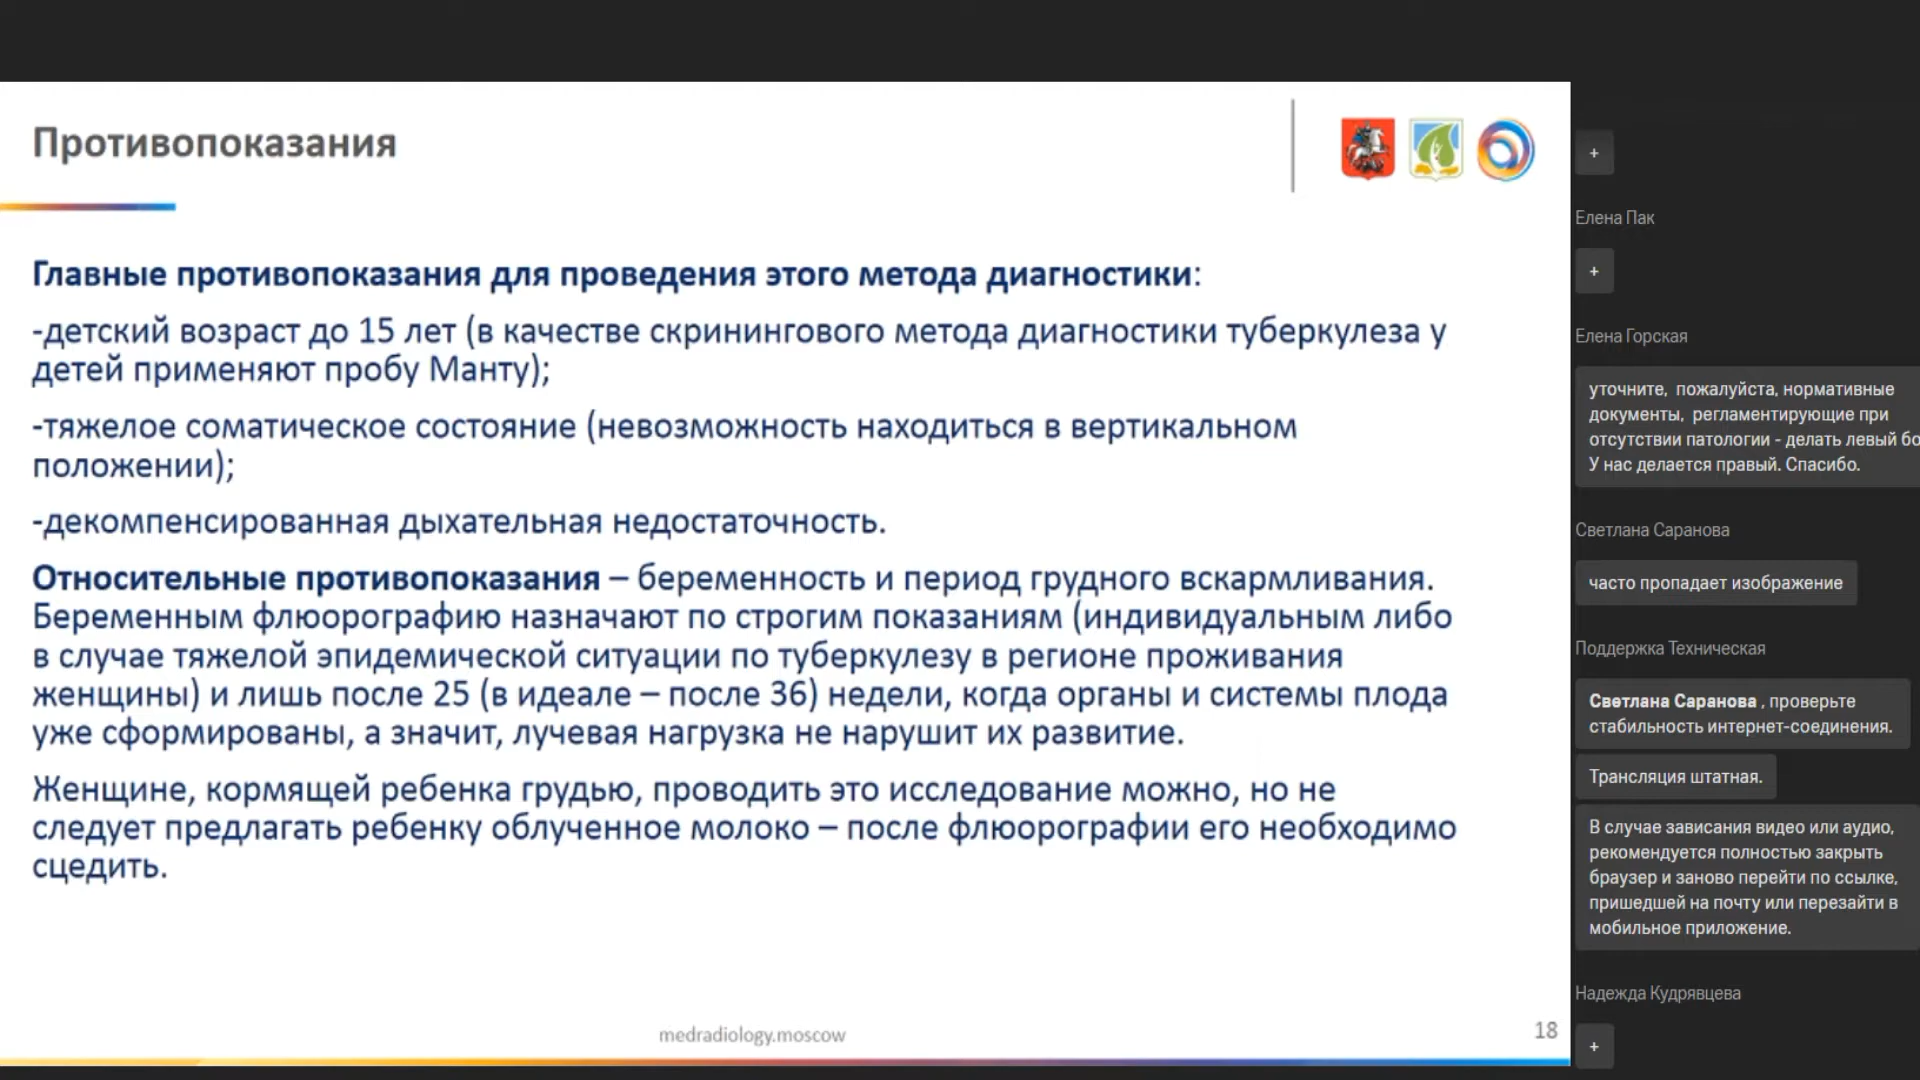 Противопоказания
Главные противопоказания для проведения этого метода диагностики:
-детский возраст до 15 лет (в качестве скринингового метода диагностики туберкулеза у
детей применяют пробу Манту);
-тяжелое соматическое состояние (невозможность находиться в вертикальном
положении);
-декомпенсированная дыхательная недостаточность.
Относительные противопоказания – беременность и период грудного вскармливания.
Беременным флюорографию назначают по строгим показаниям (индивидуальным либо
в случае тяжелой эпидемической ситуации по туберкулезу в регионе проживания
женщины) и лишь после 25 (в идеале – после 36) недели, когда органы и системы плода
уже сформированы, а значит, лучевая нагрузка не нарушит их развитие.
Женщине, кормящей ребенка грудью, проводить это исследование можно, но не
следует предлагать ребенку облученное молоко – после флюорографии его необходимо
сцедить.
medradiology.moscow
18
+
Елена Пак
+
Елена Горская
уточните, пожалуйста, нормативные
документы, регламентирующие при
отсутствии патологии - делать левый бо
У нас делается правый. Спасибо.
Светлана Саранова
часто пропадает изображение
Поддержка Техническая
Светлана Саранова , проверьте
стабильность интернет-соединения.
Трансляция штатная.
В случае зависания видео или аудио,
рекомендуется полностью закрыть
браузер и заново перейти по ссылке,
пришедшей на почту или перезайти в
мобильное приложение.
Надежда Кудрявцева
+